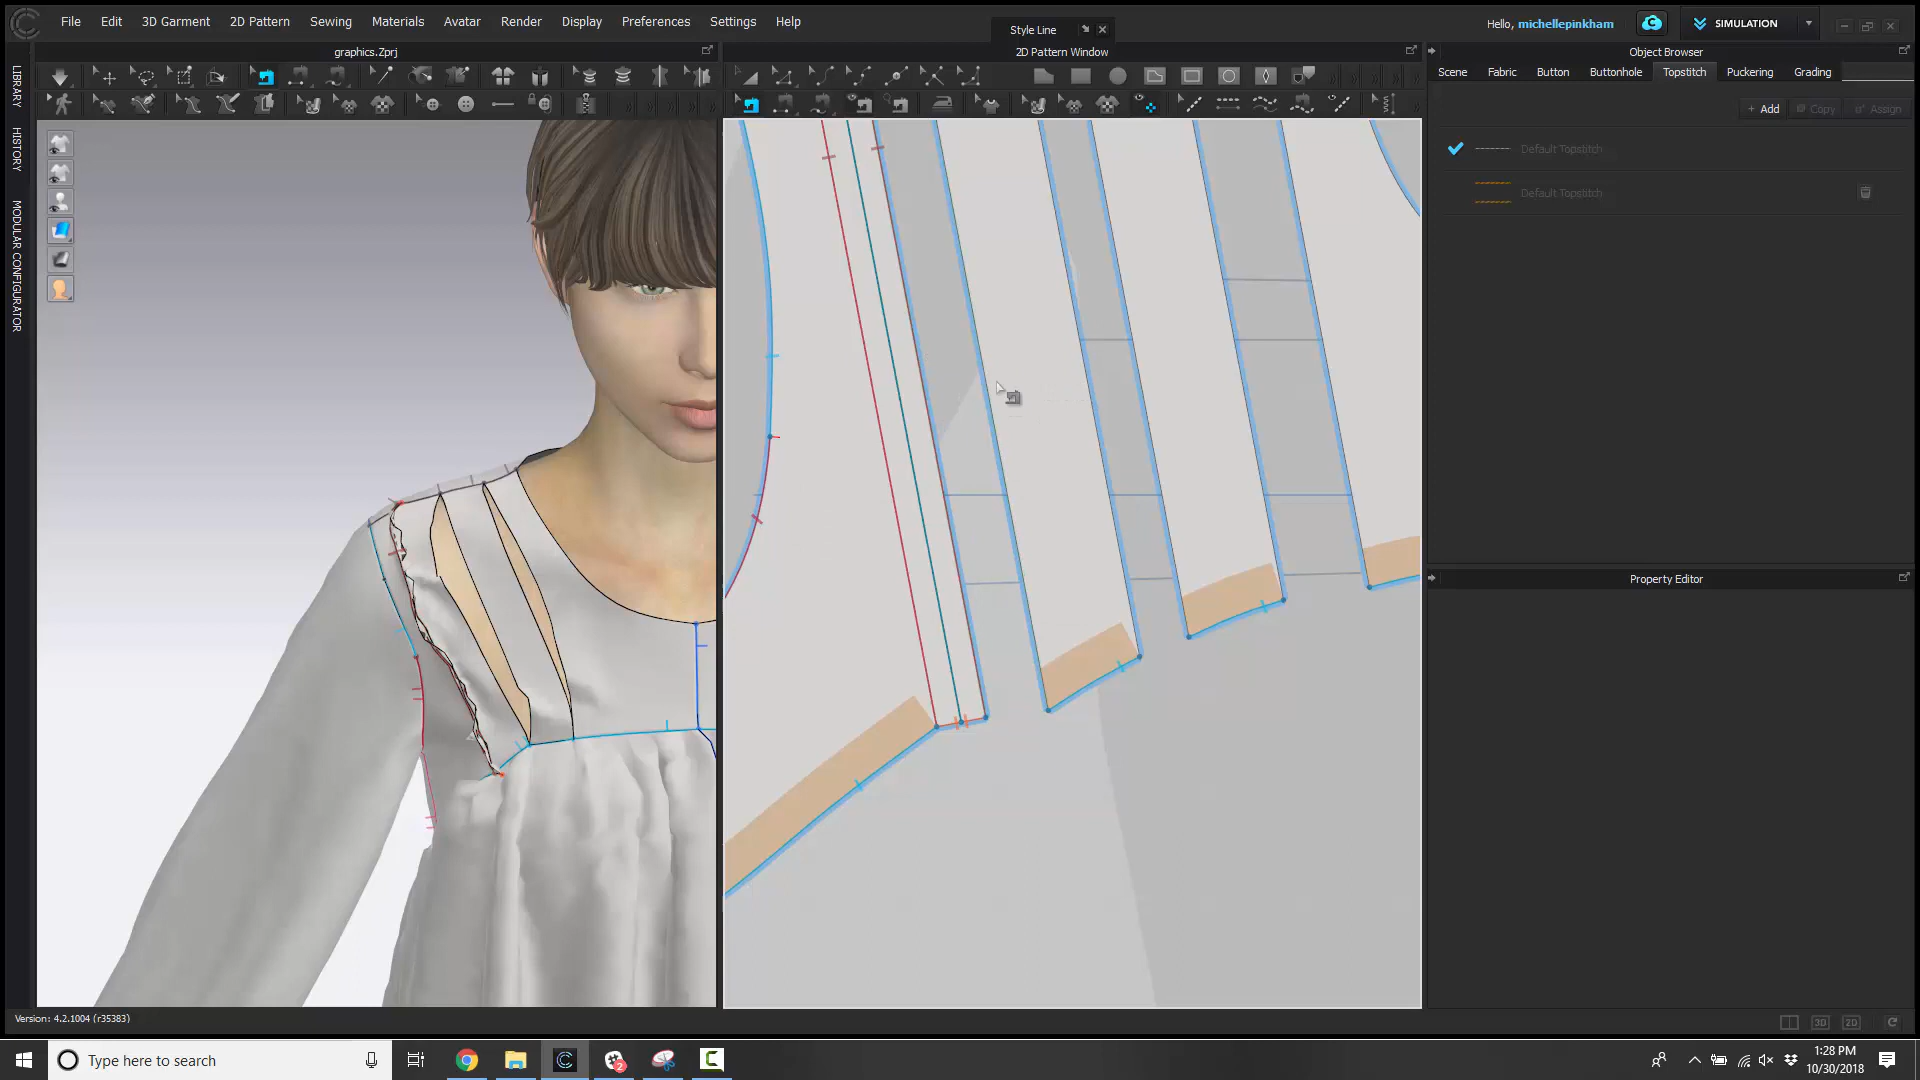 File Edit 3D Garment 2D Pattern Sewing Materials Avatar Render Display Preferences Settings Help
Style Line
Hello, michellepinkham
SIMULATION
graphics.Zprj
2D Pattern Window
Object Browser
Scene Fabric Button Buttonhole Topstitch Puckering Grading
+ Add Copy Assign
Default Topstitch
Default Topstitch
LIBRARY
HISTORY
MODULAR CONFIGURATOR
Property Editor
Version: 4.2.1004 (r35383)
3D 2D
Type here to search
2
1:28 PM
10/30/2018